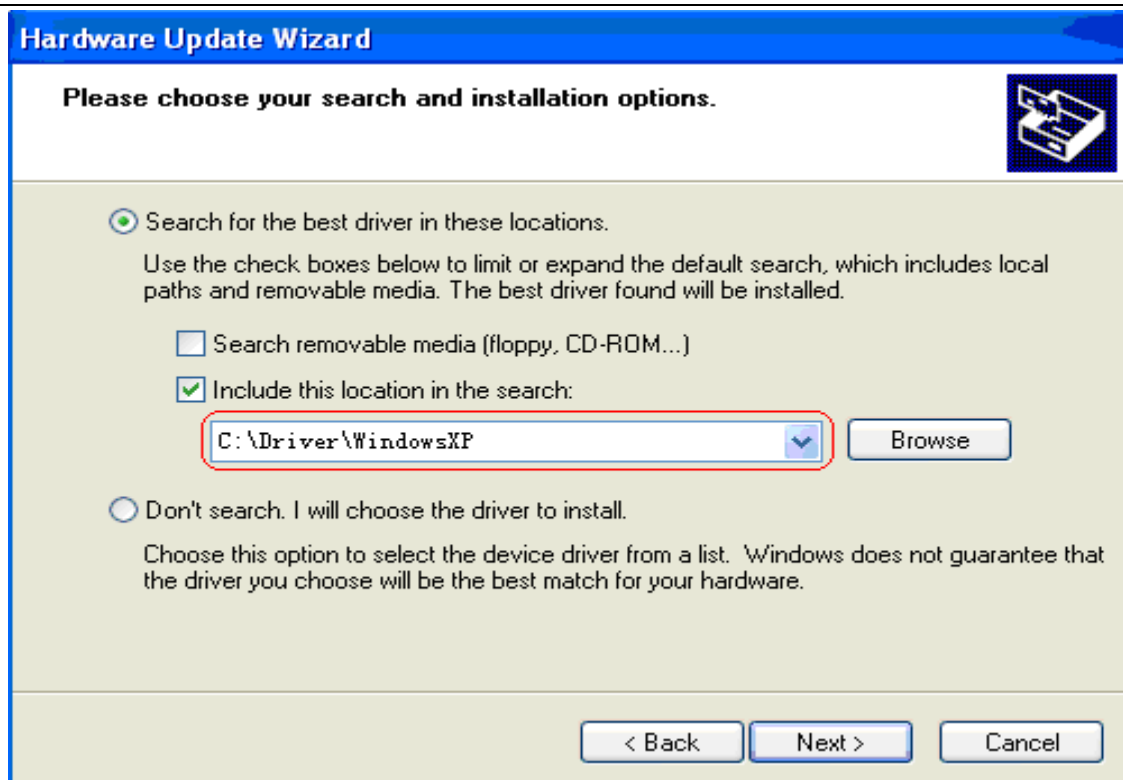 Hardware Update Wizard
Please choose your search and installation options.
Search for the best driver in these locations.
Use the check boxes below to limit or expand the default search, which includes local
paths and removable media. The best driver found will be installed.
Search removable media (floppy, CD-ROM...)
Include this location in the search:
C:\Driver\WindowsXP
Browse
Don't search. I will choose the driver to install.
Choose this option to select the device driver from a list. Windows does not guarantee that
the driver you choose will be the best match for your hardware.
< Back Next > Cancel